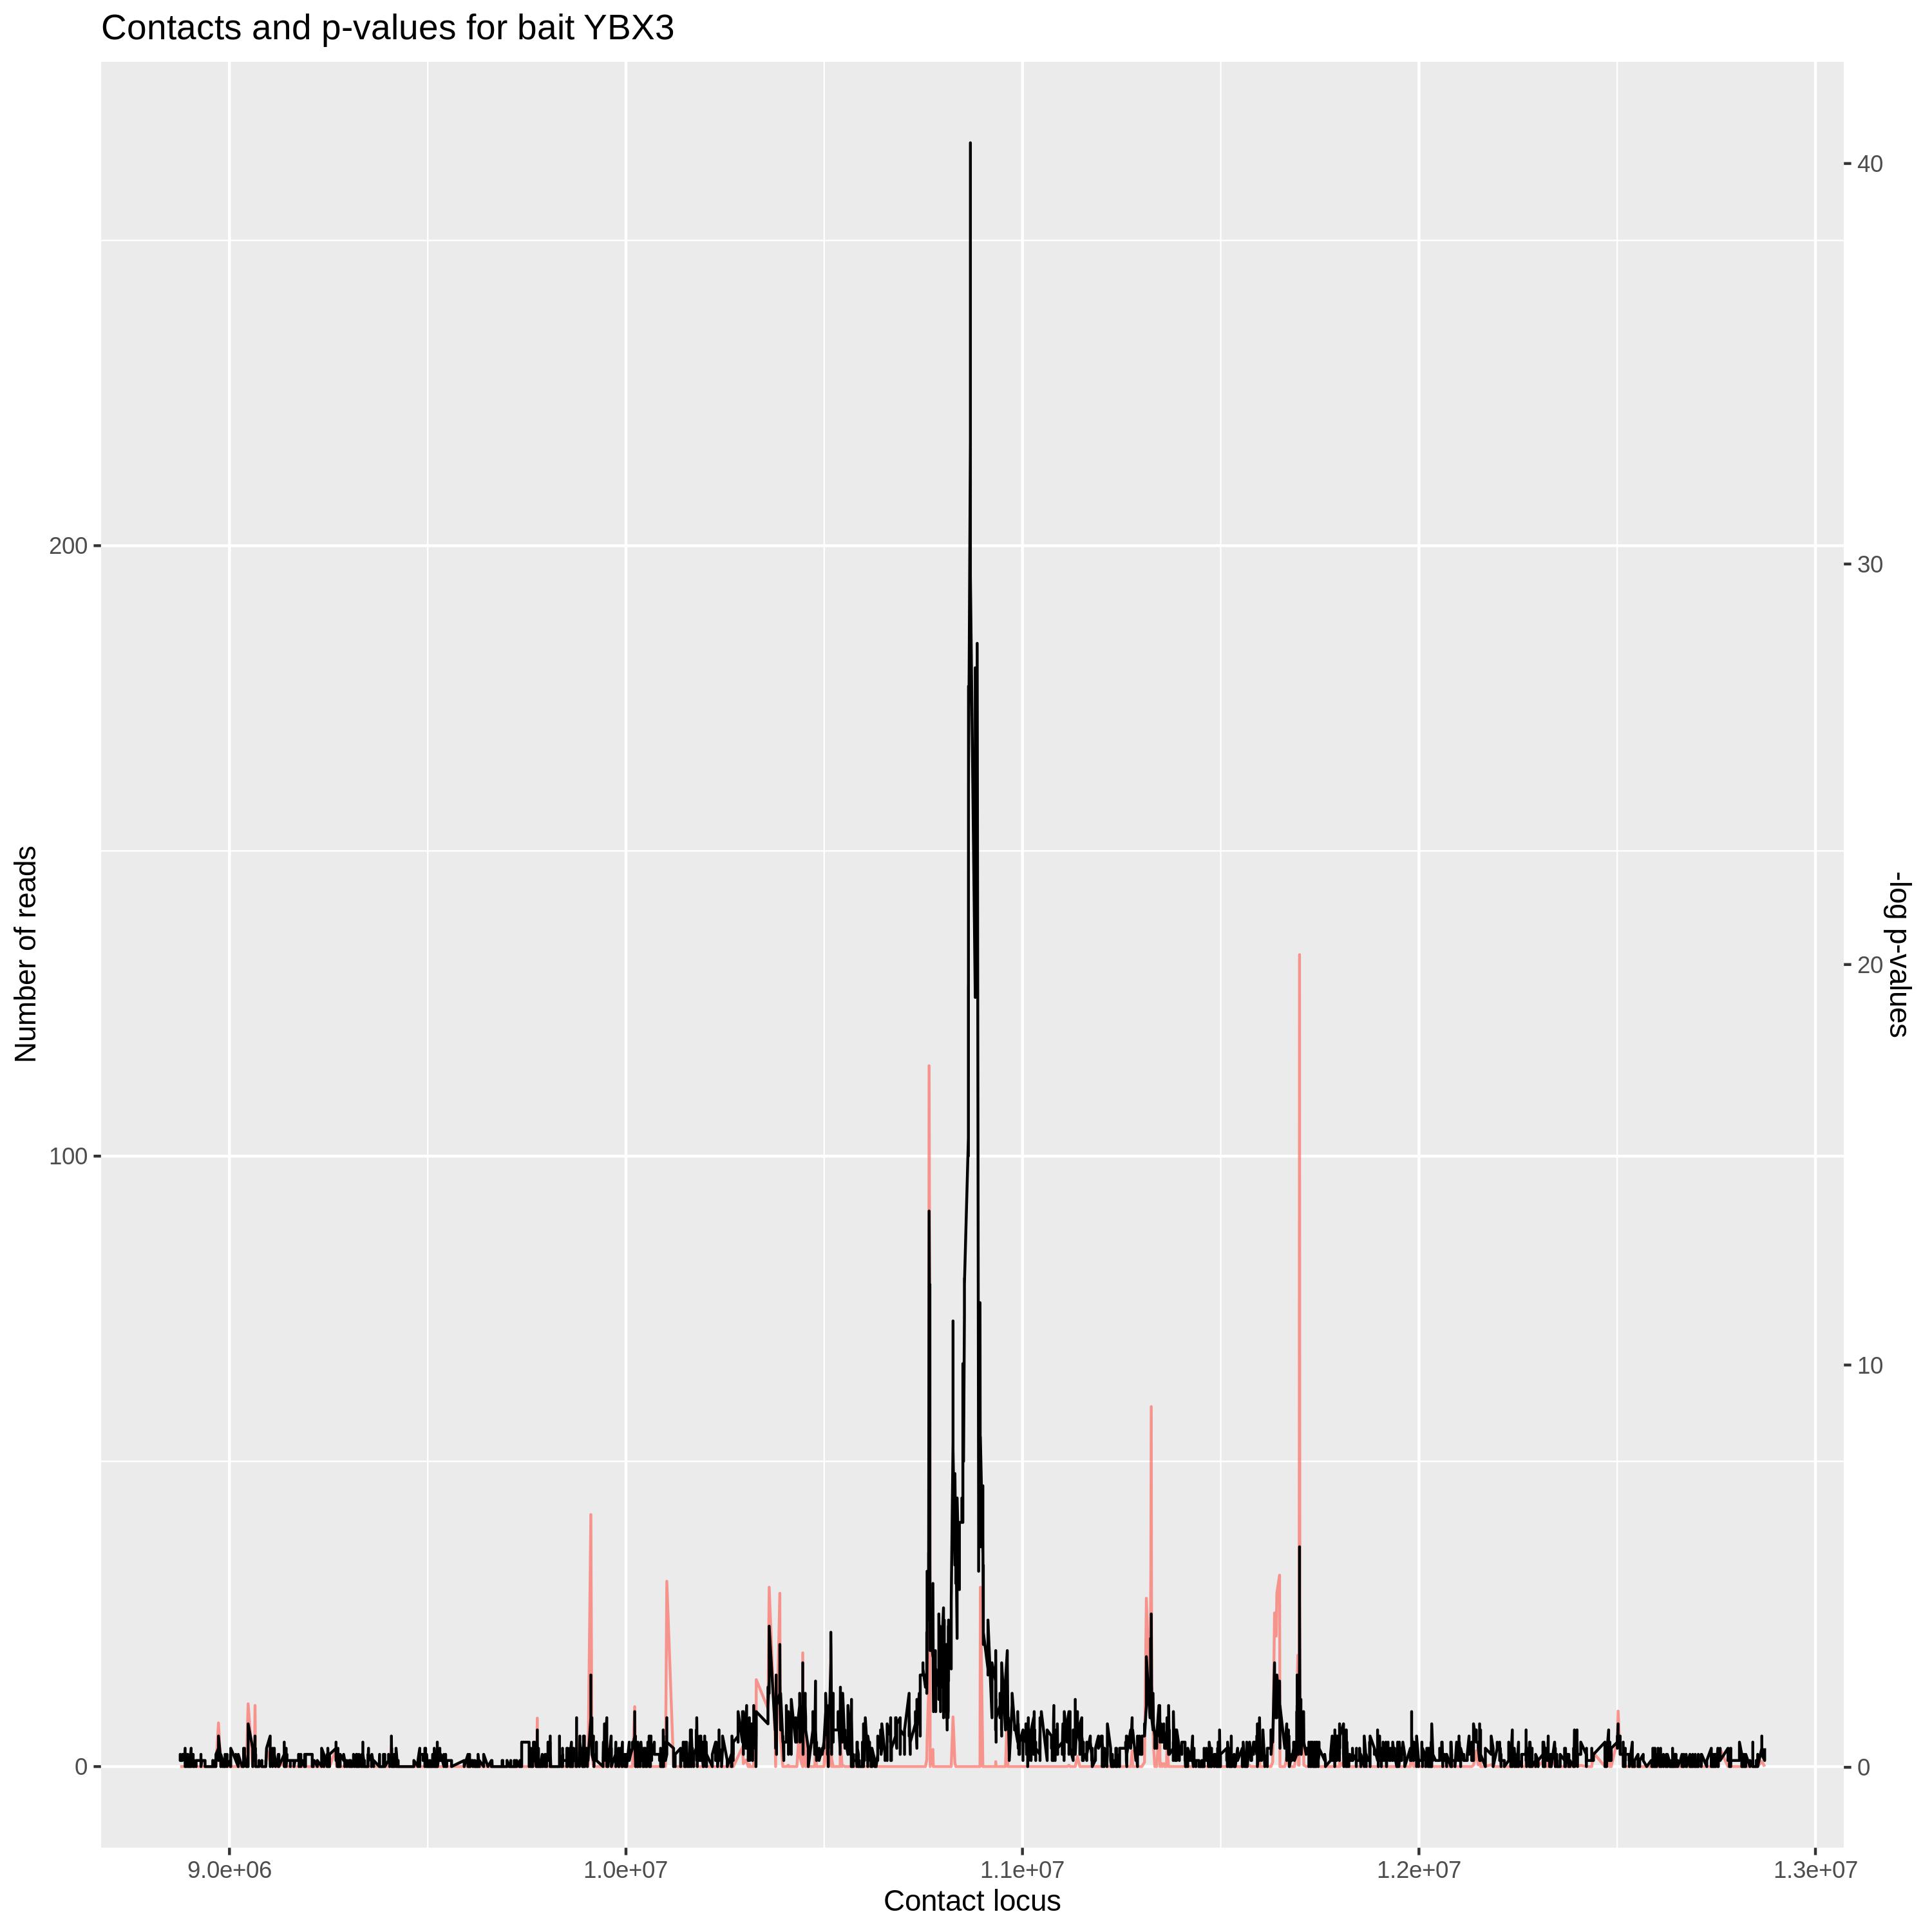 Contacts and p-values for bait YBX3
Number of reads
200
100
0
40
30
20
10
0
-log p-values
9.0e+06
1.0e+07
1.1e+07
1.2e+07
1.3e+07
Contact locus